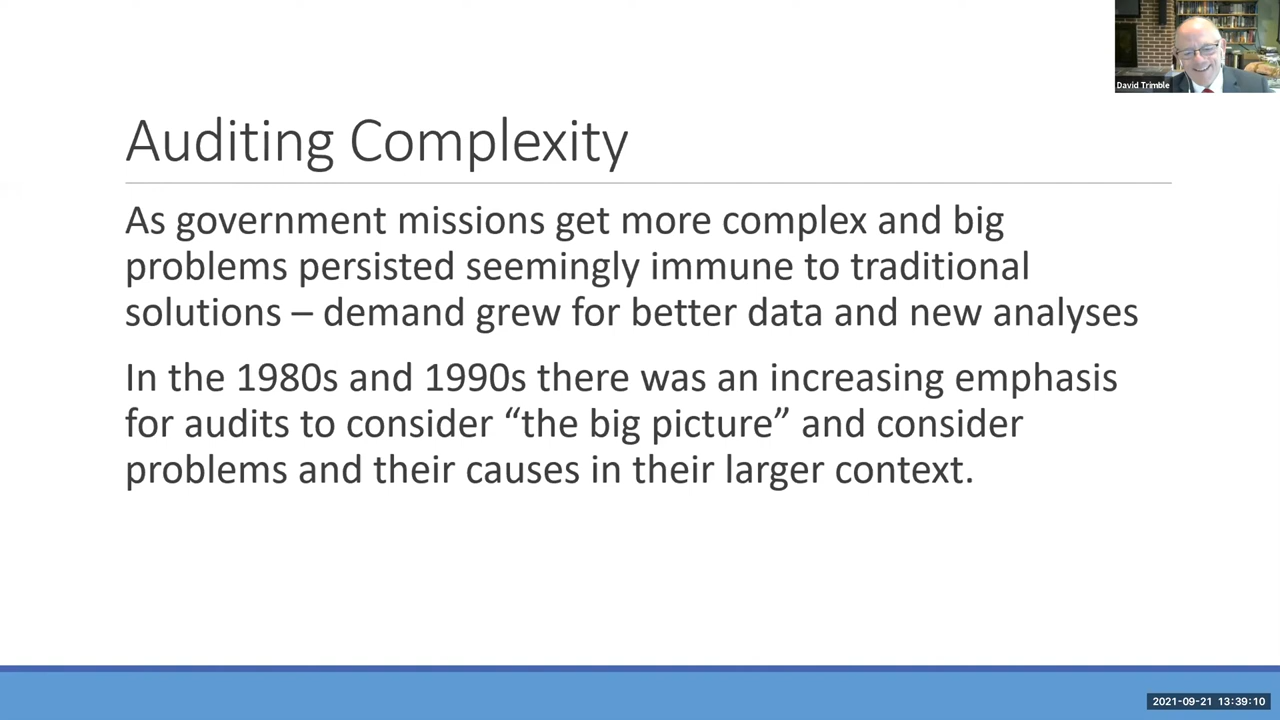 David Trimble
Auditing Complexity
As government missions get more complex and big
problems persisted seemingly immune to traditional
solutions – demand grew for better data and new analyses
In the 1980s and 1990s there was an increasing emphasis
for audits to consider “the big picture” and consider
problems and their causes in their larger context.
2021-09-21 13:39:10